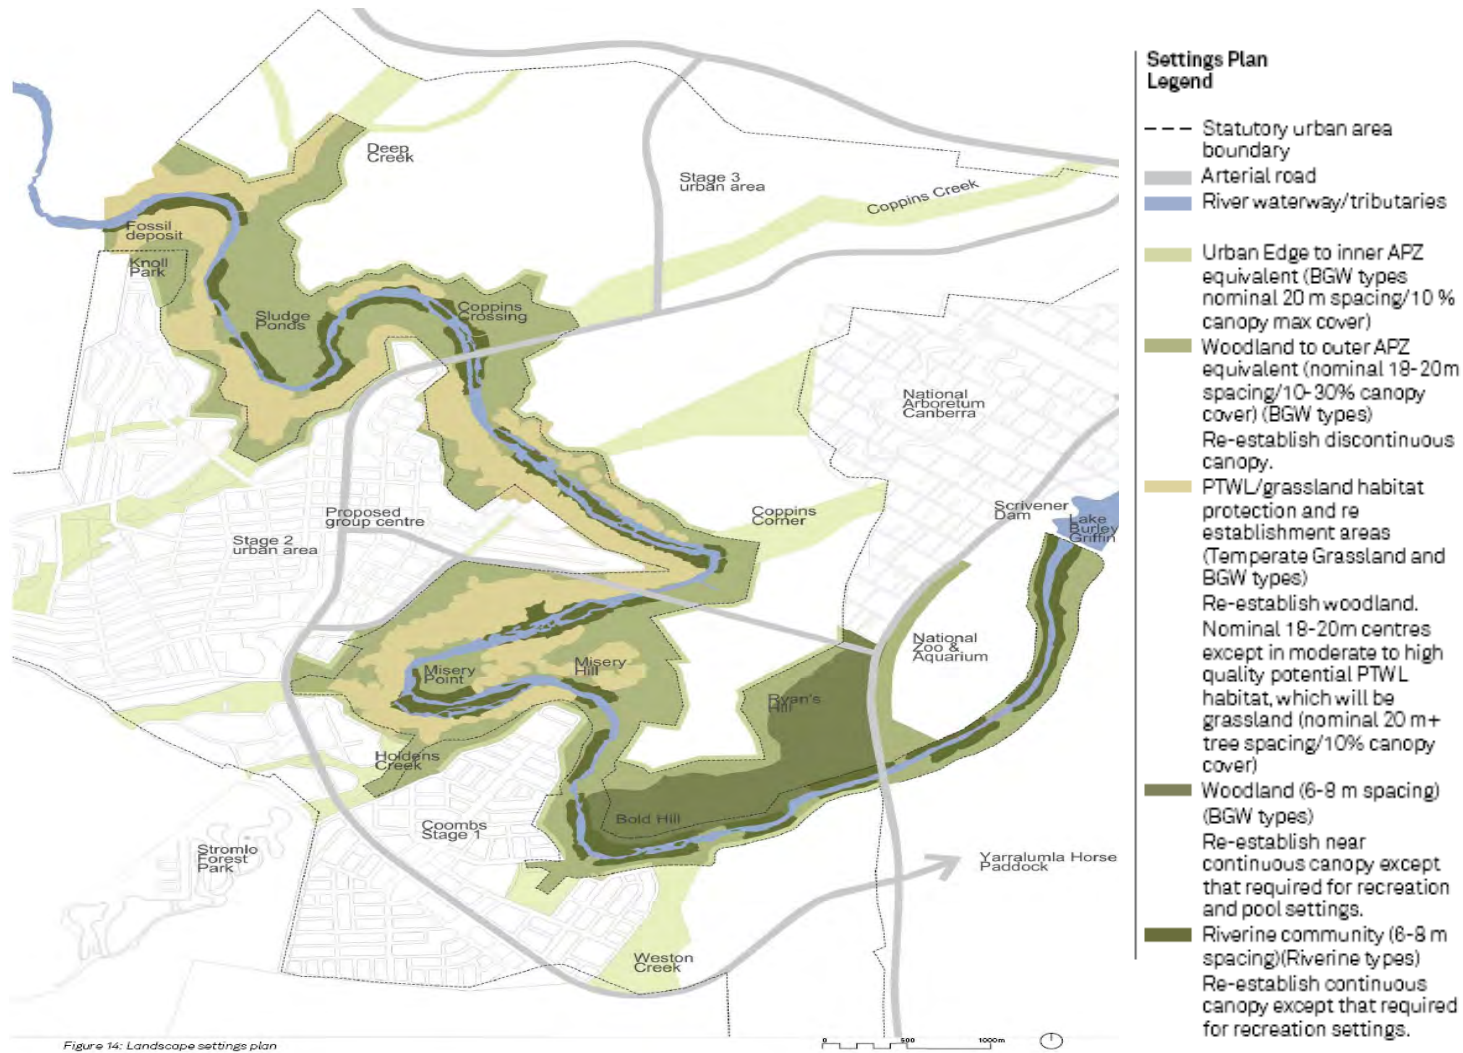 Deep
Creek
Stage 3
urban area
Coppins Creek
Fossil
deposit
Knoll
Park
Sludge
Ponds
Coppins
Crossing
National
Arboretum
Canberra
Proposed
group centre
Stage 2
urban area
Coppins
Corner
Scrivener
Dam
Lake
Burley
Griffin
National
Zoo &
Aquarium
Misery
Point
Misery
Hill
Ryan's
Hill
Holdens
Creek
Bold Hill
Coombs
Stage 1
Stromlo
Forest
Park
Yarralumla Horse
Paddock
Weston
Creek
Figure 14: Landscape settings plan
0 500 1000m
Settings Plan
Legend
Statutory urban area
boundary
Arterial road
River waterway/tributaries
Urban Edge to inner APZ
equivalent (BGW types
nominal 20 m spacing/10 %
canopy max cover)
Woodland to outer APZ
equivalent (nominal 18-20m
spacing/10-30% canopy
cover) (BGW types)
Re-establish discontinuous
canopy.
PTWL/grassland habitat
protection and re
establishment areas
(Temperate Grassland and
BGW types)
Re-establish woodland.
Nominal 18-20m centres
except in moderate to high
quality potential PTWL
habitat, which will be
grassland (nominal 20 m+
tree spacing/10% canopy
cover)
Woodland (6-8 m spacing)
(BGW types)
Re-establish near
continuous canopy except
that required for recreation
and pool settings.
Riverine community (6-8 m
spacing)(Riverine types)
Re-establish continuous
canopy except that required
for recreation settings.